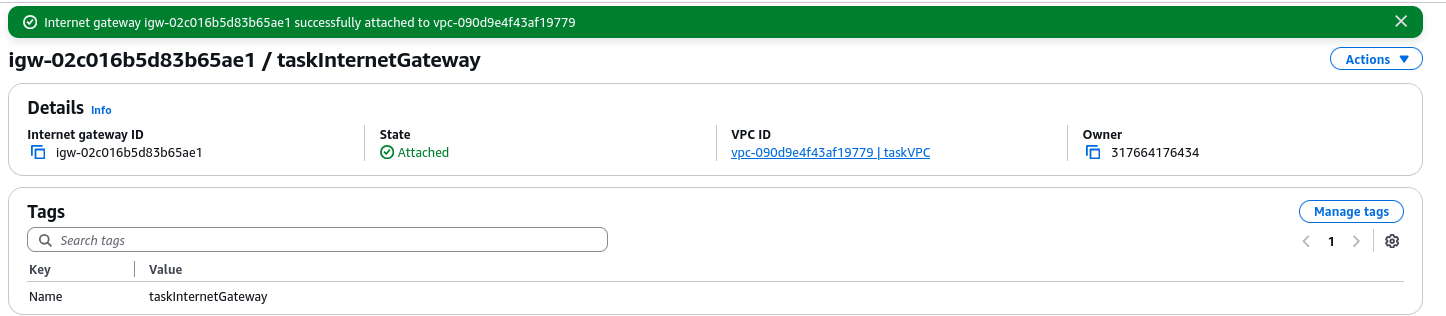 Internet gateway igw-02c016b5d83b65ae1 successfully attached to vpc-090d9e4f43af19779
igw-02c016b5d83b65ae1 / taskInternetGateway
Actions
Details Info
Internet gateway ID
igw-02c016b5d83b65ae1
State
Attached
VPC ID
vpc-090d9e4f43af19779 | taskVPC
Owner
317664176434
Tags
Manage tags
Search tags
1
Key Value
Name taskInternetGateway